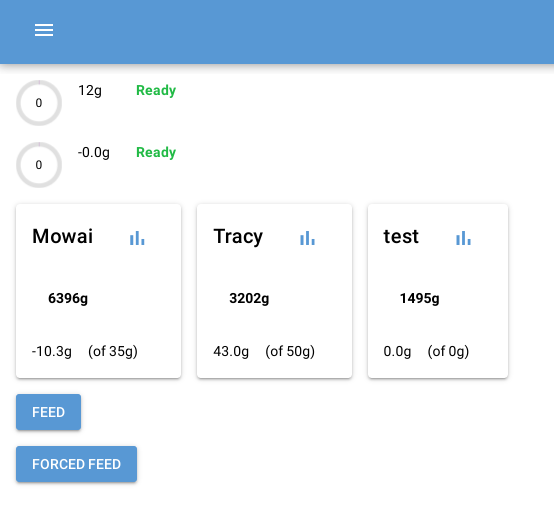 0 12g Ready
0 -0.0g Ready
Mowai Tracy test
6396g 3202g 1495g
-10.3g (of 35g) 43.0g (of 50g) 0.0g (of 0g)
FEED
FORCED FEED